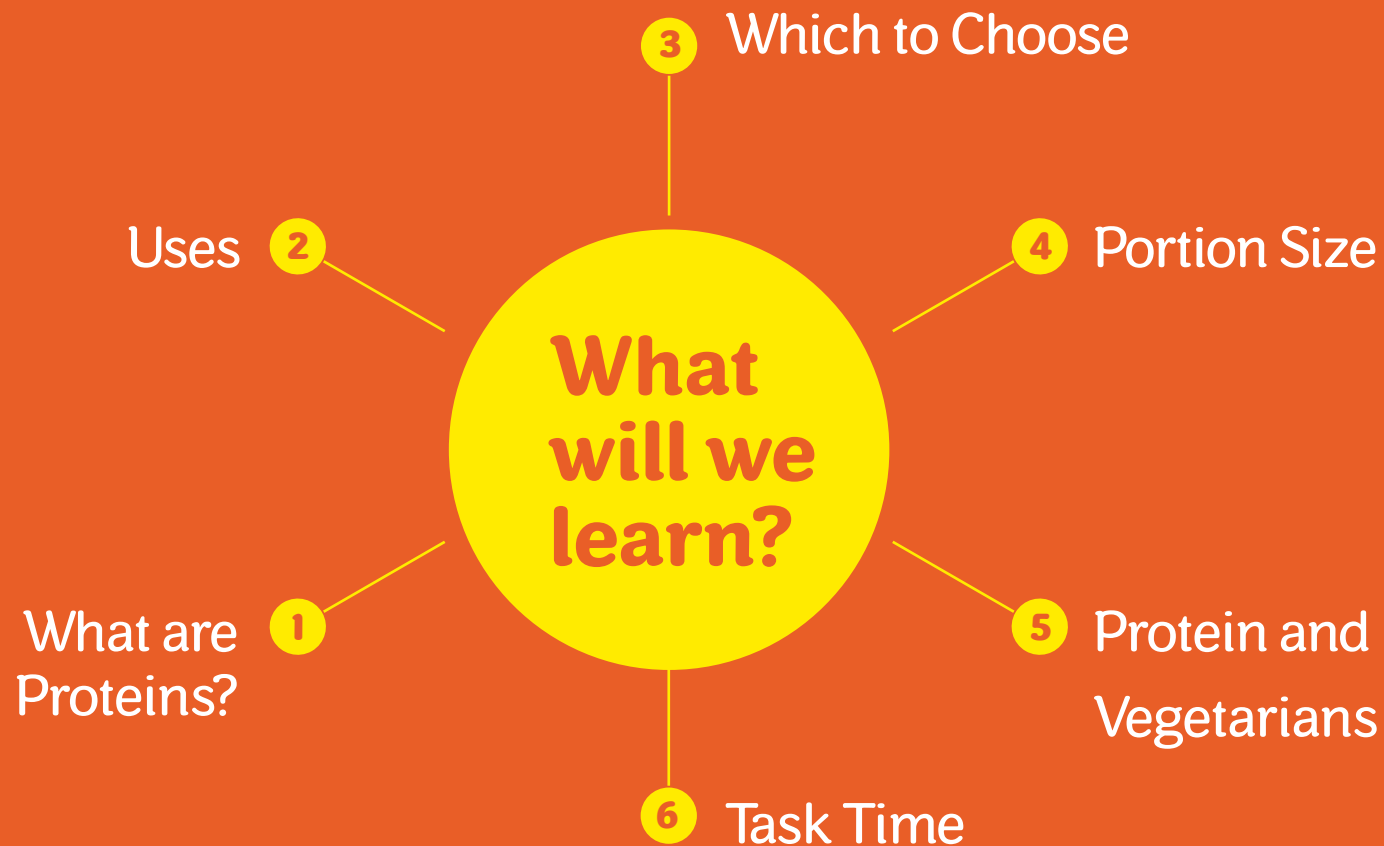 3 Which to Choose
Uses 2
4 Portion Size
What
will we
learn?
What are 1
Proteins?
5 Protein and
Vegetarians
6 Task Time